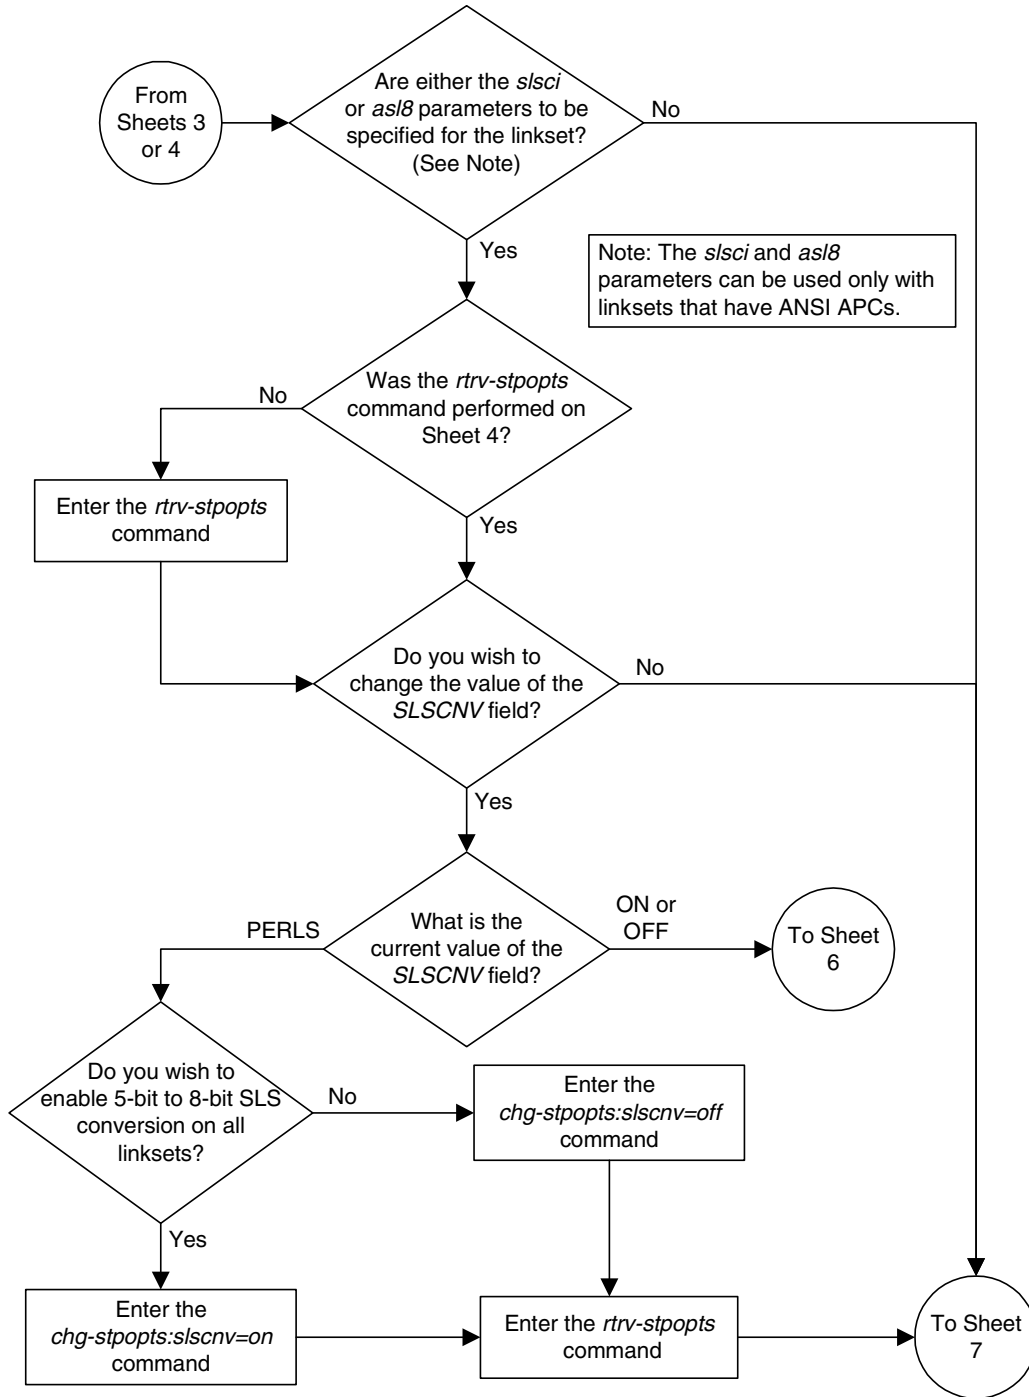 From
Sheets 3
or 4
Are either the slsci
or asl8 parameters to be
specified for the linkset?
(See Note)
No
Yes
Note: The slsci and asl8
parameters can be used only with
linksets that have ANSI APCs.
Was the rtrv-stpopts
command performed on
Sheet 4?
No
Enter the rtrv-stpopts
command
Yes
Do you wish to
change the value of the
SLSCNV field?
No
Yes
What is the
current value of the
SLSCNV field?
PERLS
ON or
OFF
To Sheet
6
Do you wish to
enable 5-bit to 8-bit SLS
conversion on all
linksets?
No
Enter the
chg-stpopts:slscnv=off
command
Yes
Enter the
chg-stpopts:slscnv=on
command
Enter the rtrv-stpopts
command
To Sheet
7